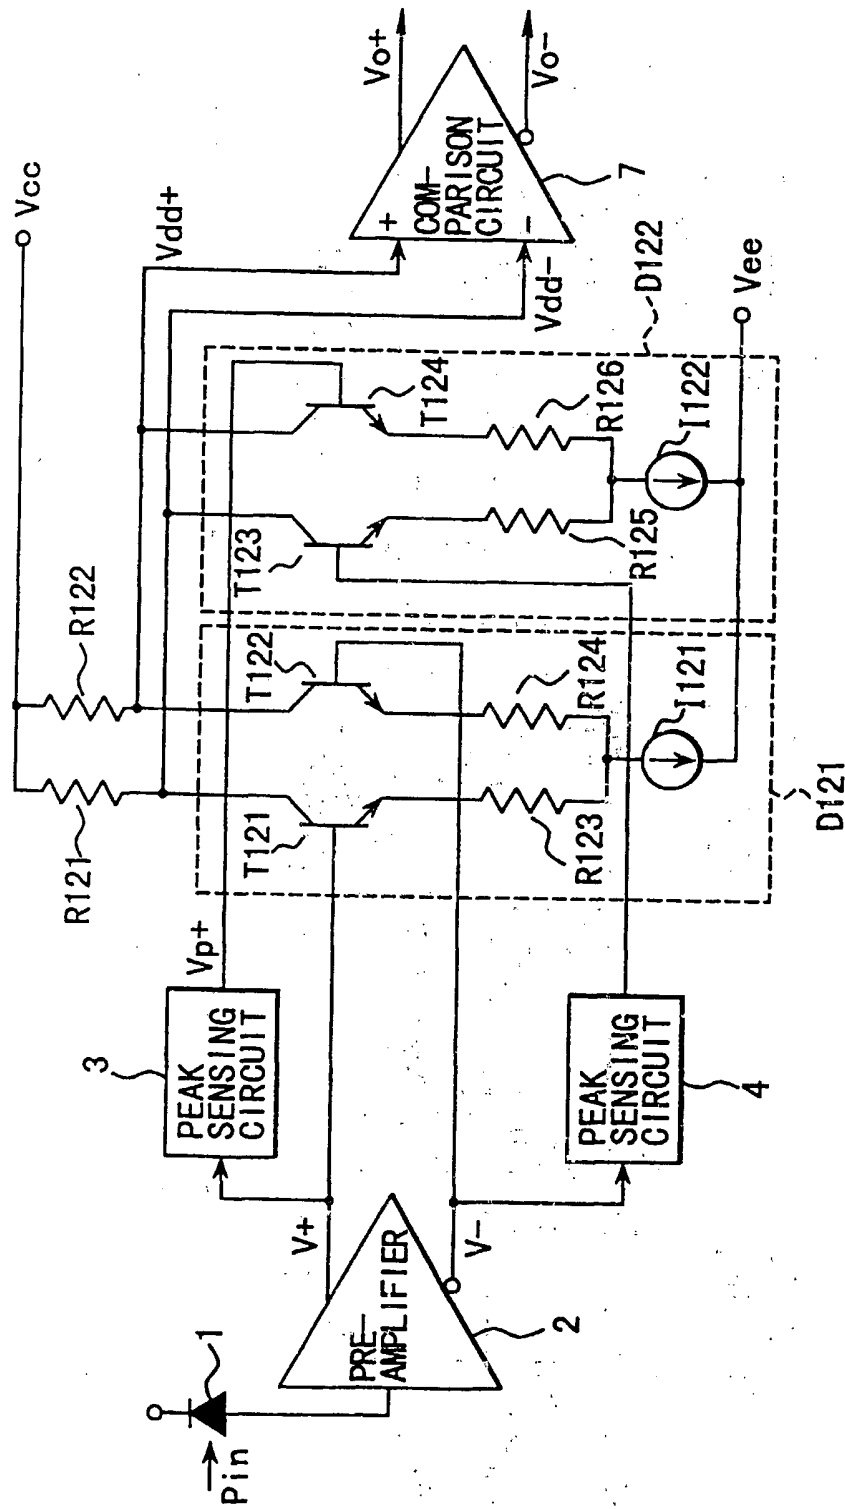 Pin
1
PRE-
AMPLIFIER
2
V+
V-
3
PEAK
SENSING
CIRCUIT
Vp+
PEAK
SENSING
CIRCUIT
4
R121
R122
Vcc
Vdd+
Vdd-
T121
T122
R123
R124
I121
D121
T123
T124
R125
R126
I122
D122
Vee
+
COM-
PARISON
CIRCUIT
-
7
Vo+
Vo-